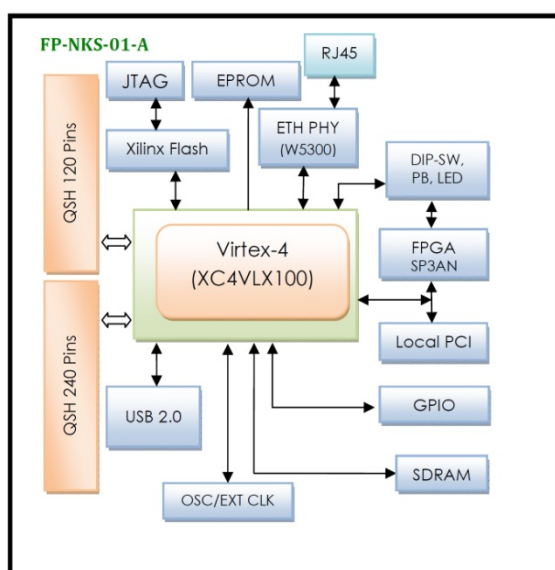 FP-NKS-01-A
RJ45
JTAG
EPROM
QSH 120 Pins
Xilinx Flash
ETH PHY
(W5300)
DIP-SW,
PB, LED
Virtex-4
(XC4VLX100)
FPGA
SP3AN
QSH 240 Pins
Local PCI
USB 2.0
GPIO
SDRAM
OSC/EXT CLK